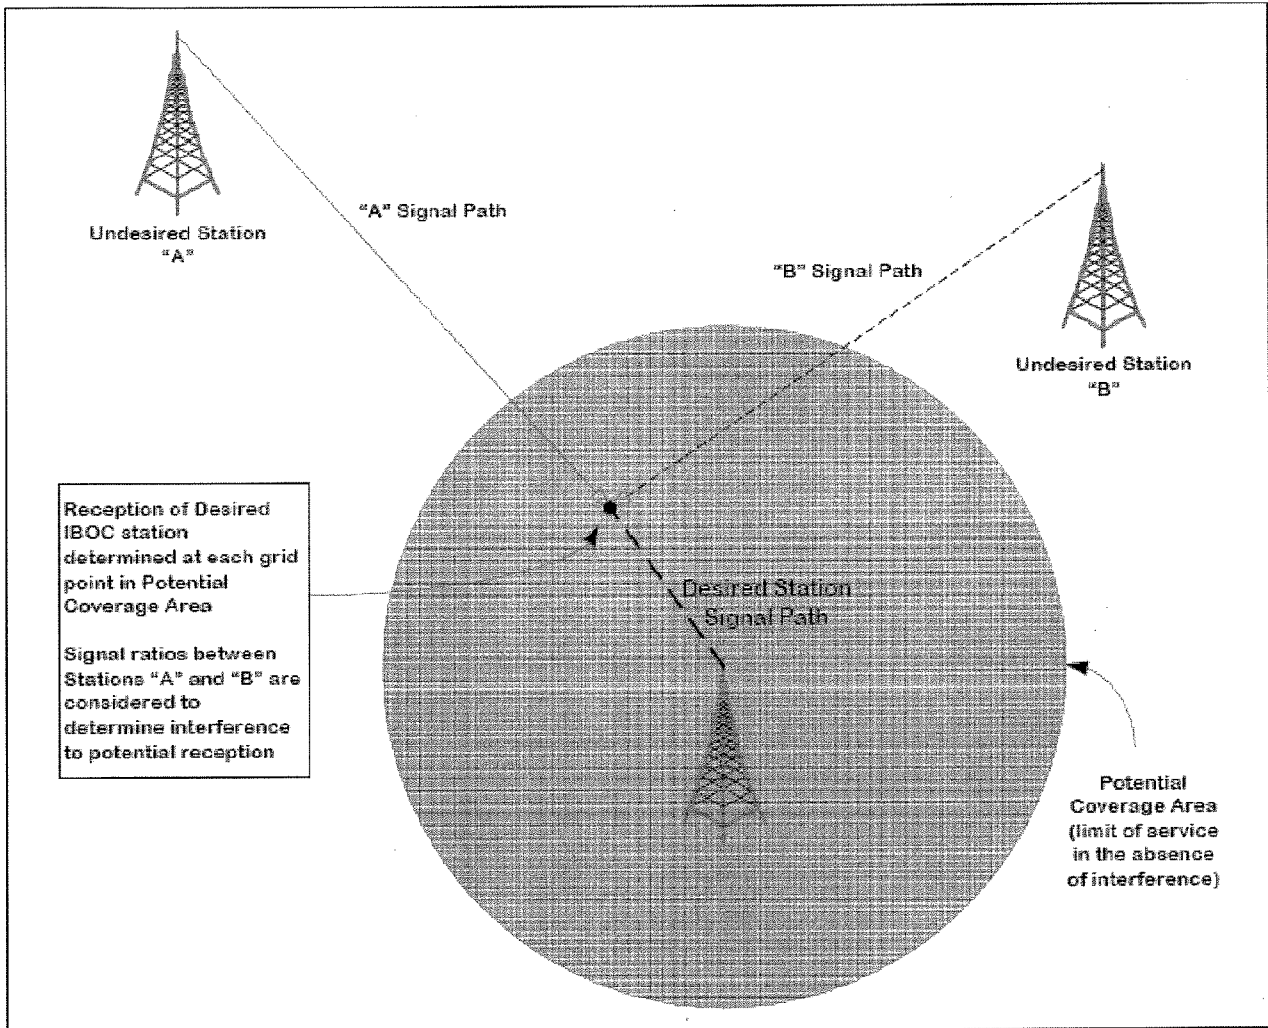 "A" Signal Path
Undesired Station
"A"
"B" Signal Path
Undesired Station
"B"
Reception of Desired
IBOC station
determined at each grid
point in Potential
Coverage Area
Signal ratios between
Stations "A" and "B" are
considered to
determine interference
to potential reception
Desired Station
Signal Path
Potential
Coverage Area
(limit of service
in the absence
of interference)